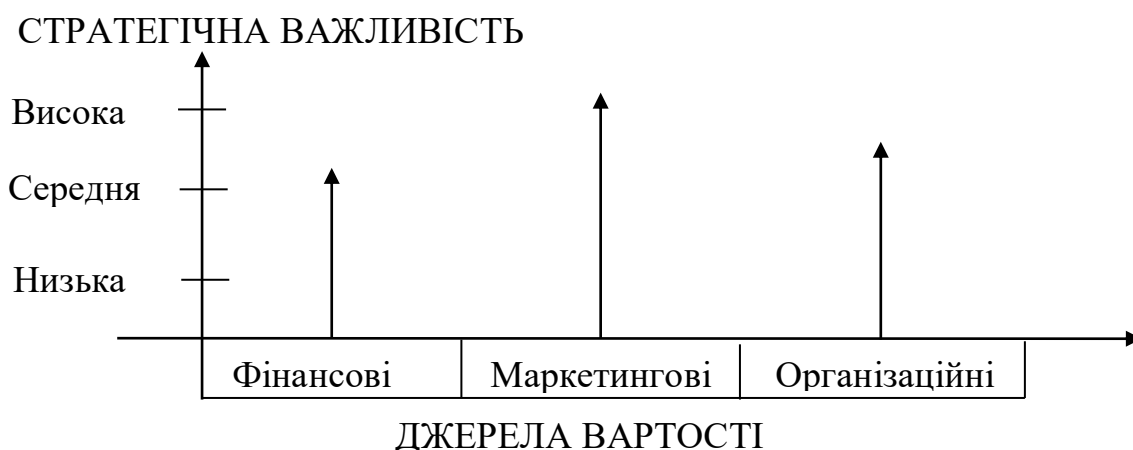 СТРАТЕГІЧНА ВАЖЛИВІСТЬ
Висока
Середня
Низька
Фінансові Маркетингові Організаційні
ДЖЕРЕЛА ВАРТОСТІ